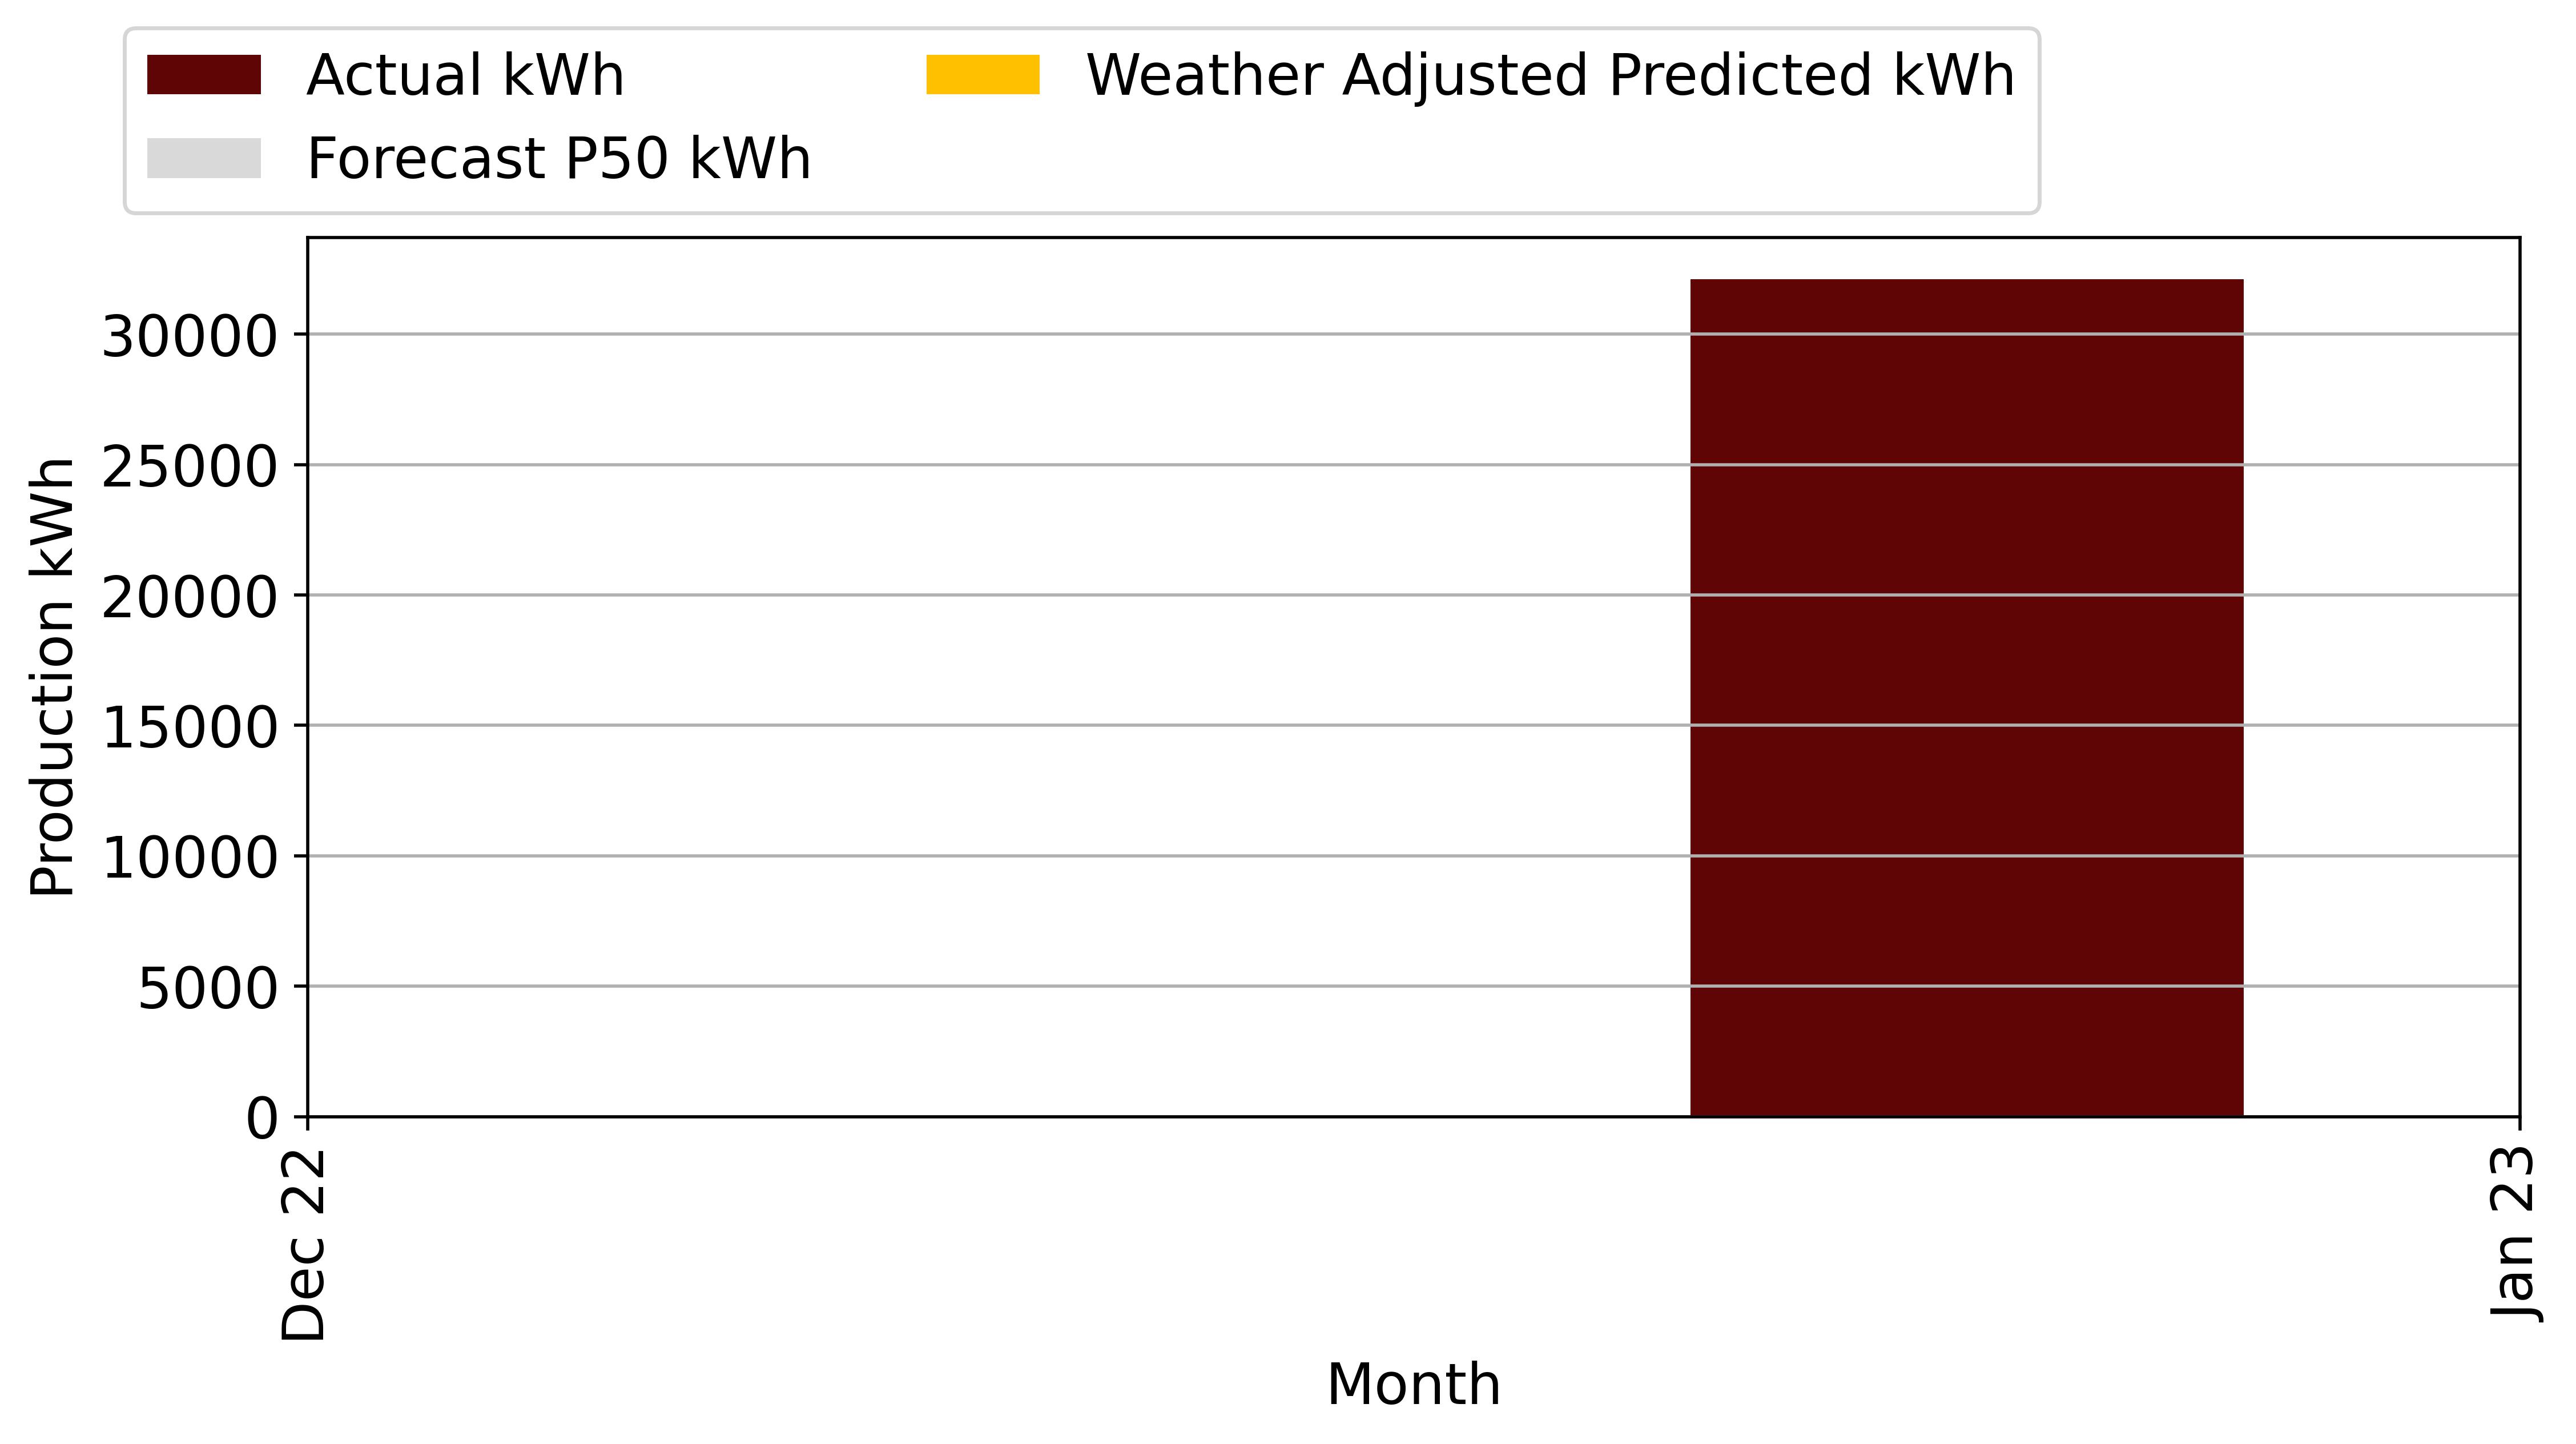 Actual kWh
Forecast P50 kWh
Weather Adjusted Predicted kWh
Production kWh
30000
25000
20000
15000
10000
5000
0
Dec 22
Jan 23
Month